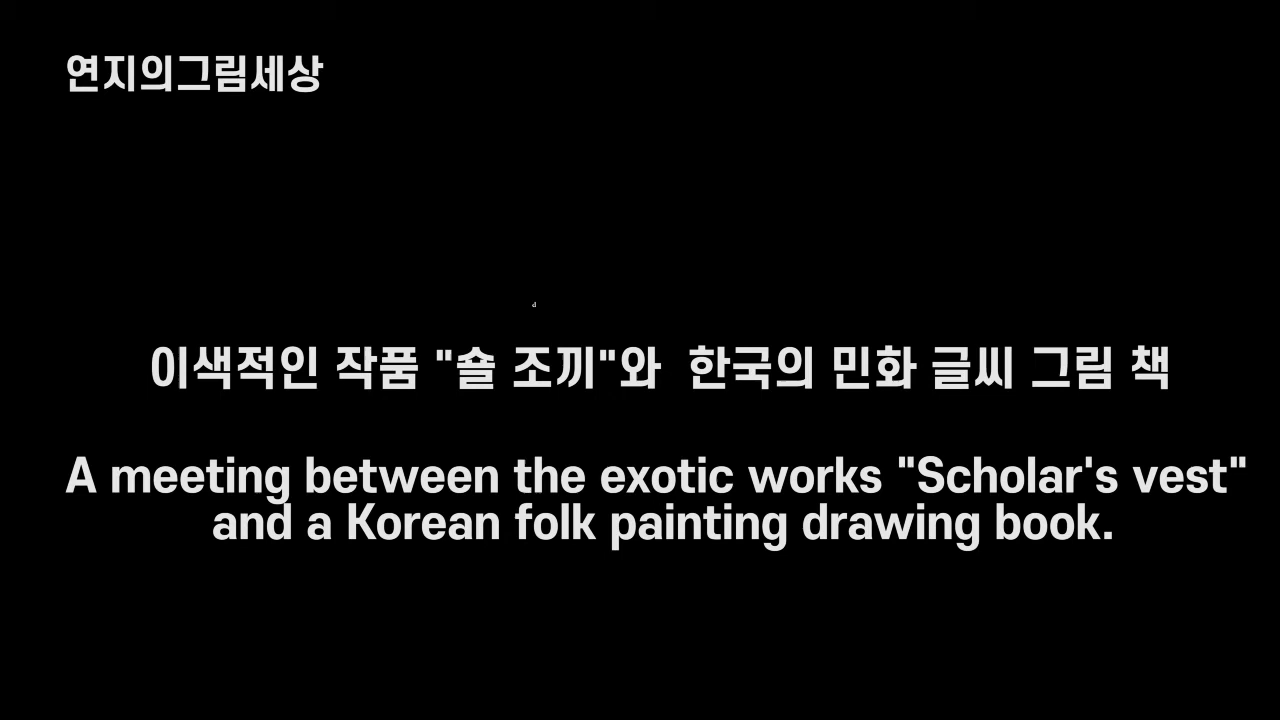 연지의그림세상
이색적인 작품 "숄 조끼"와 한국의 민화 글씨 그림 책
A meeting between the exotic works "Scholar's vest"
and a Korean folk painting drawing book.